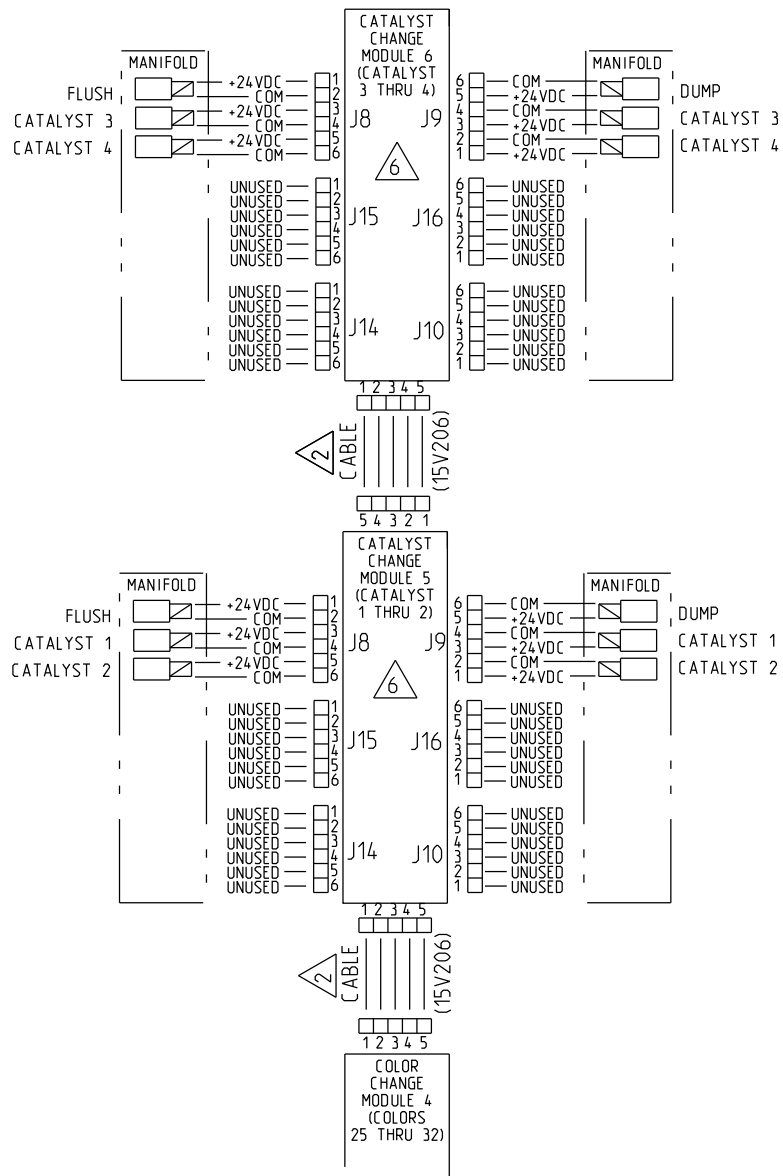 CATALYST
CHANGE
MODULE 6
(CATALYST
3 THRU 4)
MANIFOLD
FLUSH
CATALYST 3
CATALYST 4
+24VDC 1
COM 2
+24VDC 3
COM 4
+24VDC 5
COM 6
J8
J9
6
6 COM
5 +24VDC
4 COM
3 +24VDC
2 COM
1 +24VDC
MANIFOLD
DUMP
CATALYST 3
CATALYST 4
UNUSED 1
UNUSED 2
UNUSED 3
UNUSED 4
UNUSED 5
UNUSED 6
J15
J16
6 UNUSED
5 UNUSED
4 UNUSED
3 UNUSED
2 UNUSED
1 UNUSED
UNUSED 1
UNUSED 2
UNUSED 3
UNUSED 4
UNUSED 5
UNUSED 6
J14
J10
6 UNUSED
5 UNUSED
4 UNUSED
3 UNUSED
2 UNUSED
1 UNUSED
1 2 3 4 5
2
CABLE
(15V206)
5 4 3 2 1
CATALYST
CHANGE
MODULE 5
(CATALYST
1 THRU 2)
MANIFOLD
FLUSH
CATALYST 1
CATALYST 2
+24VDC 1
COM 2
+24VDC 3
COM 4
+24VDC 5
COM 6
J8
J9
6
6 COM
5 +24VDC
4 COM
3 +24VDC
2 COM
1 +24VDC
MANIFOLD
DUMP
CATALYST 1
CATALYST 2
UNUSED 1
UNUSED 2
UNUSED 3
UNUSED 4
UNUSED 5
UNUSED 6
J15
J16
6 UNUSED
5 UNUSED
4 UNUSED
3 UNUSED
2 UNUSED
1 UNUSED
UNUSED 1
UNUSED 2
UNUSED 3
UNUSED 4
UNUSED 5
UNUSED 6
J14
J10
6 UNUSED
5 UNUSED
4 UNUSED
3 UNUSED
2 UNUSED
1 UNUSED
1 2 3 4 5
2
CABLE
(15V206)
1 2 3 4 5
COLOR
CHANGE
MODULE 4
(COLORS
25 THRU 32)